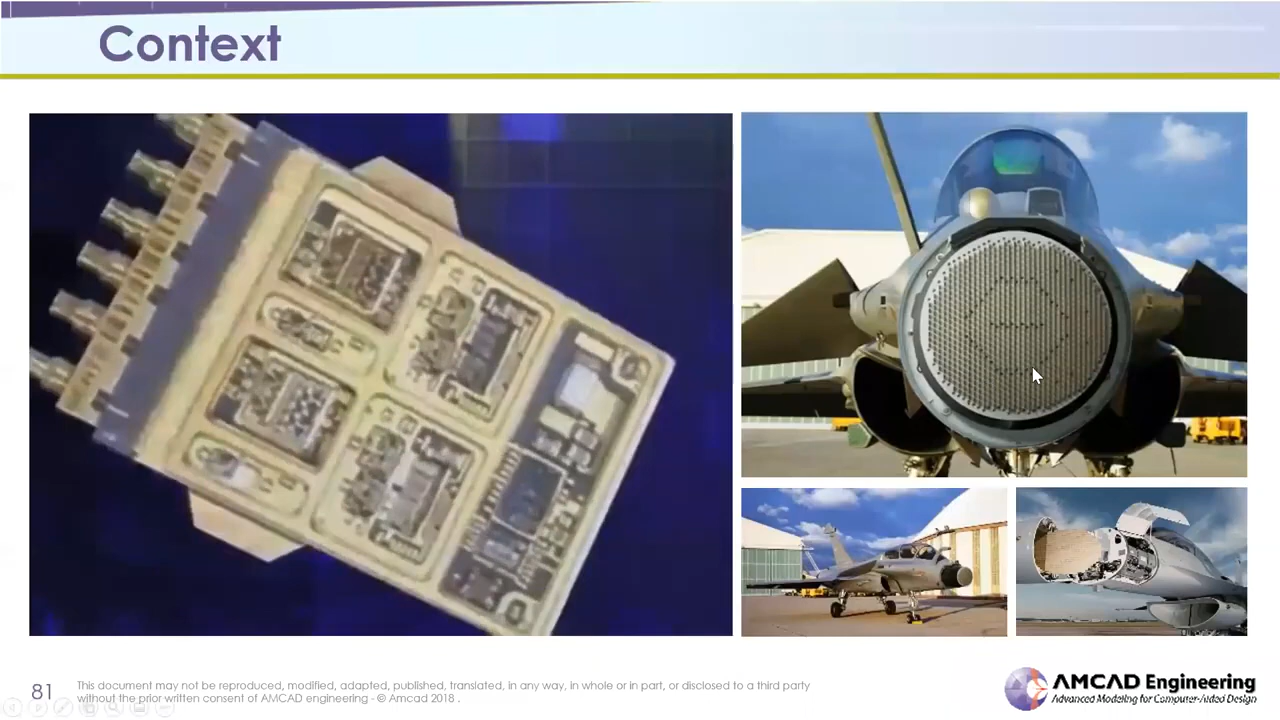 Context
81
This document may not be reproduced, modified, adapted, published, translated, in any way, in whole or in part, or disclosed to a third party
without the prior written consent of AMCAD engineering - © Amcad 2018 .
AMCAD Engineering
Advanced Modeling for Computer-Aided Design